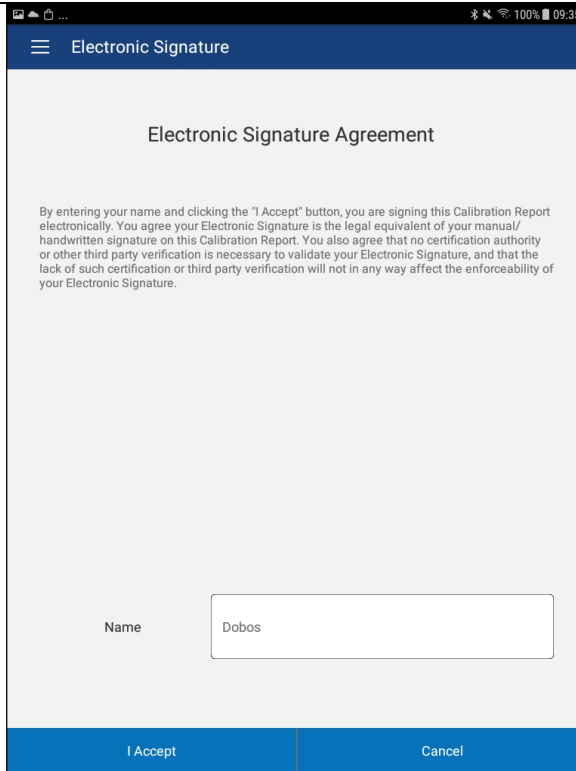 ... 100% 09:35
Electronic Signature
Electronic Signature Agreement
By entering your name and clicking the "I Accept" button, you are signing this Calibration Report
electronically. You agree your Electronic Signature is the legal equivalent of your manual/
handwritten signature on this Calibration Report. You also agree that no certification authority
or other third party verification is necessary to validate your Electronic Signature, and that the
lack of such certification or third party verification will not in any way affect the enforceability of
your Electronic Signature.
Name Dobos
I Accept Cancel